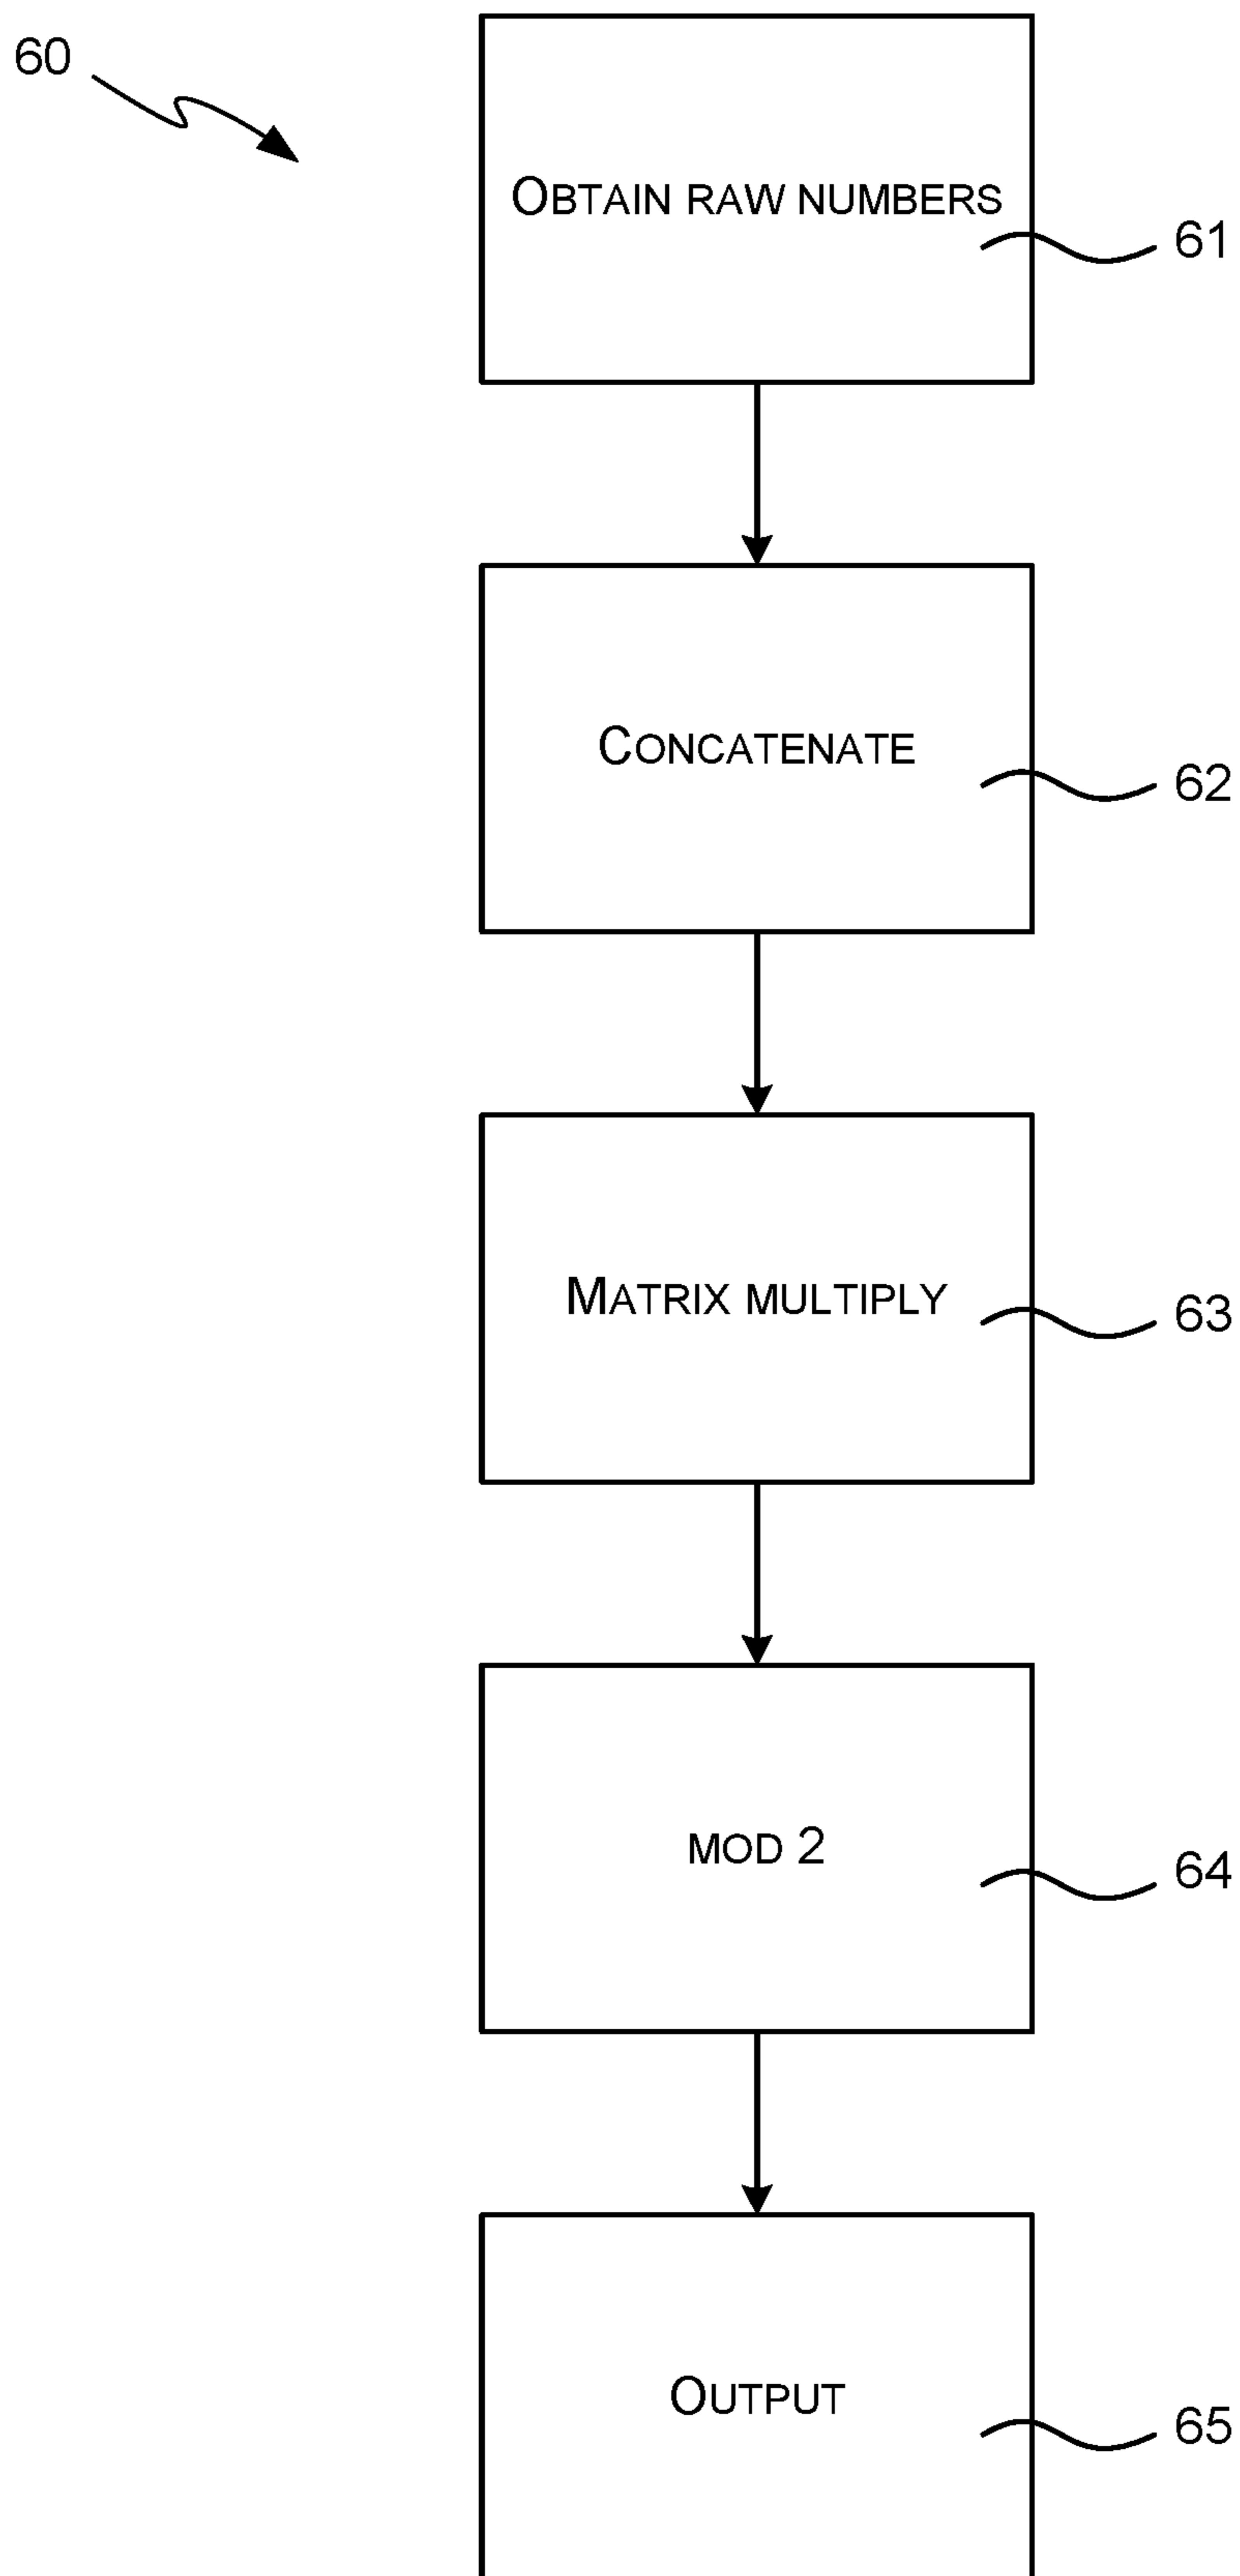 60
OBTAIN RAW NUMBERS
61
CONCATENATE
62
MATRIX MULTIPLY
63
MOD 2
64
OUTPUT
65